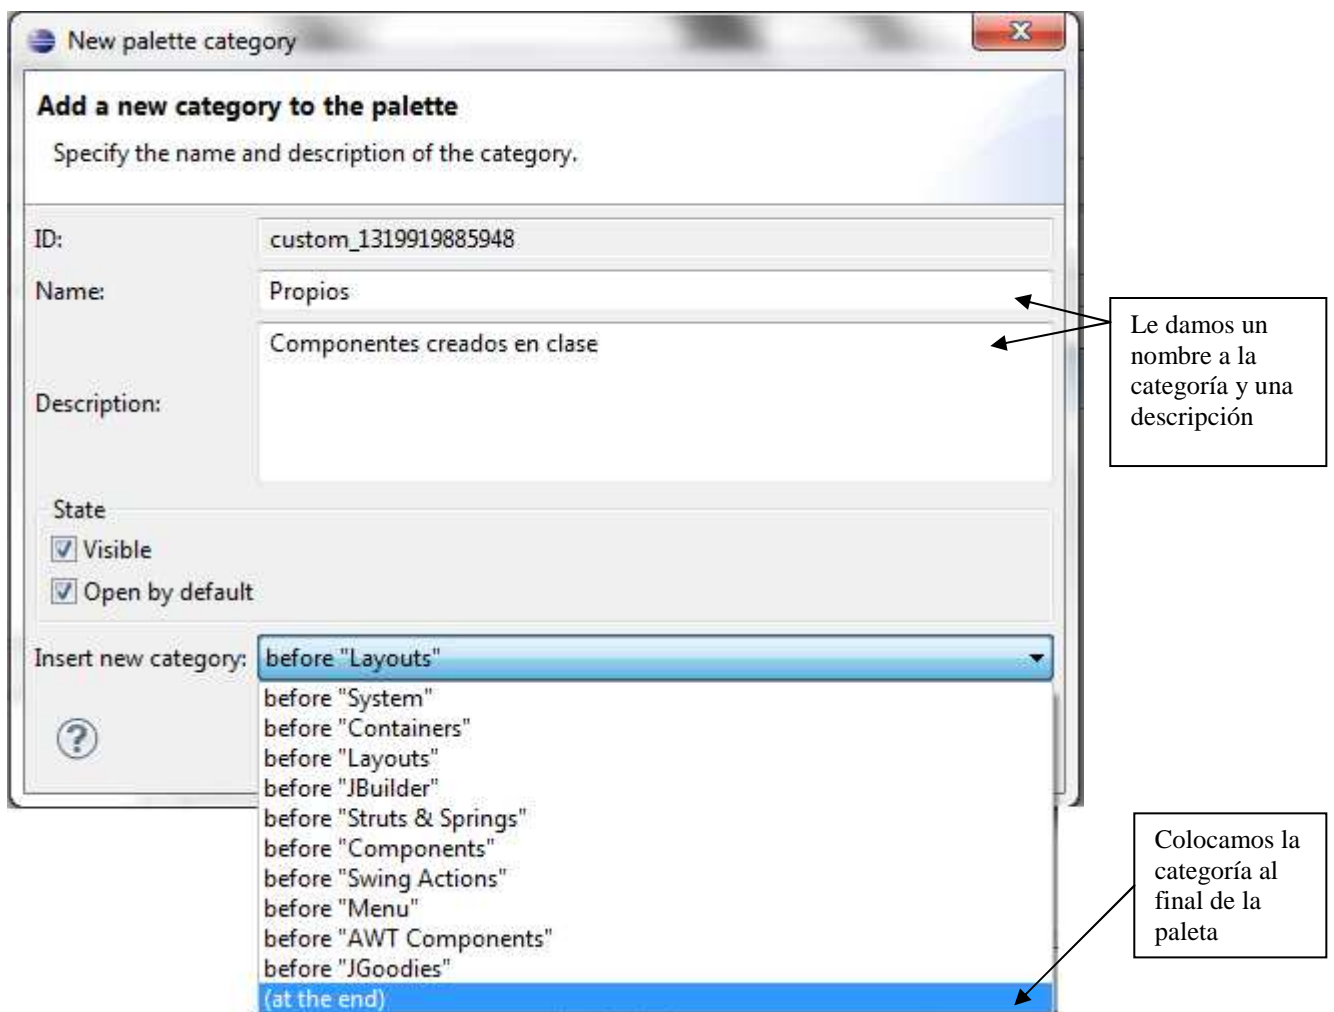 New palette category
Add a new category to the palette
Specify the name and description of the category.
ID:
custom_1319919885948
Name:
Propios
Description:
Componentes creados en clase
Le damos un
nombre a la
categoría y una
descripción
State
Visible
Open by default
Insert new category:
before "Layouts"
before "System"
before "Containers"
before "Layouts"
before "JBuilder"
before "Struts & Springs"
before "Components"
before "Swing Actions"
before "Menu"
before "AWT Components"
before "JGoodies"
(at the end)
Colocamos la
categoría al
final de la
paleta